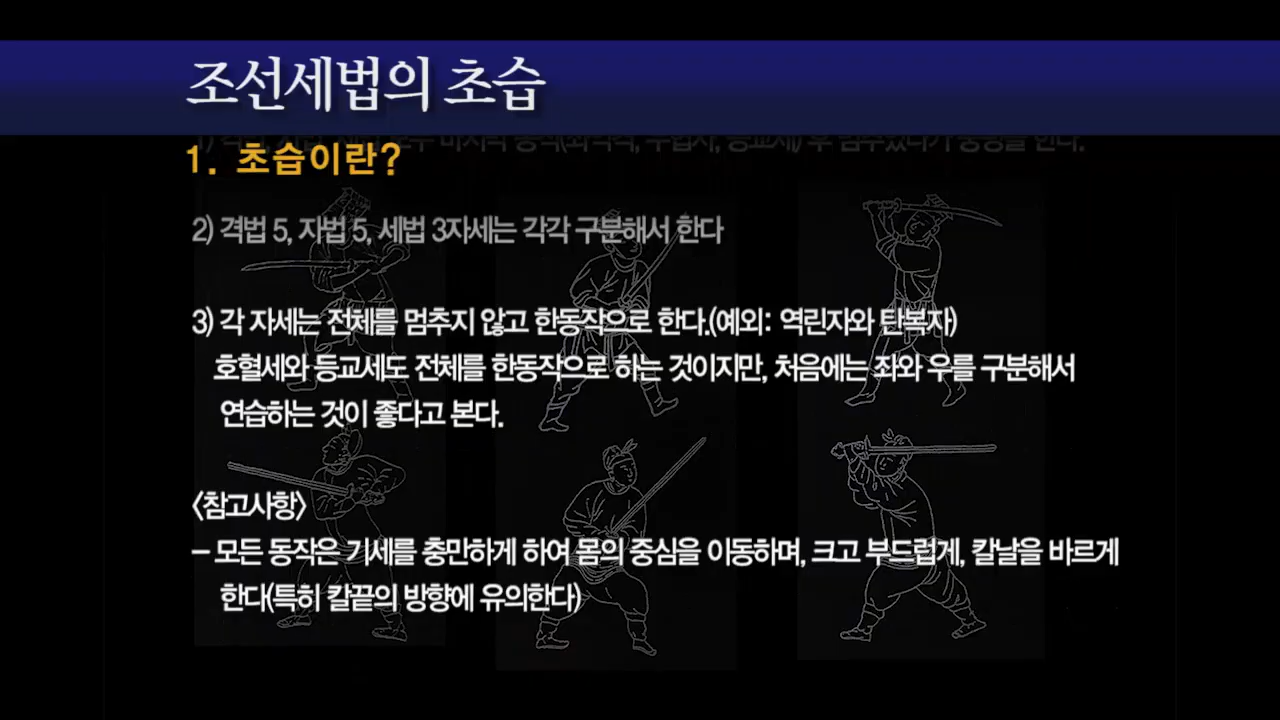 조선세법의 초습
1. 초습이란?
2) 격법 5, 자법 5, 세법 3자세는 각각 구분해서 한다
3) 각 자세는 전체를 멈추지 않고 한동작으로 한다.(예외: 역린자와 탄복자)
호혈세와 등교세도 전체를 한동작으로 하는 것이지만, 처음에는 좌와 우를 구분해서
연습하는 것이 좋다고 본다.
〈참고사항〉
– 모든 동작은 기세를 충만하게 하여 몸의 중심을 이동하며, 크고 부드럽게, 칼날을 바르게
한다(특히 칼끝의 방향에 유의한다)